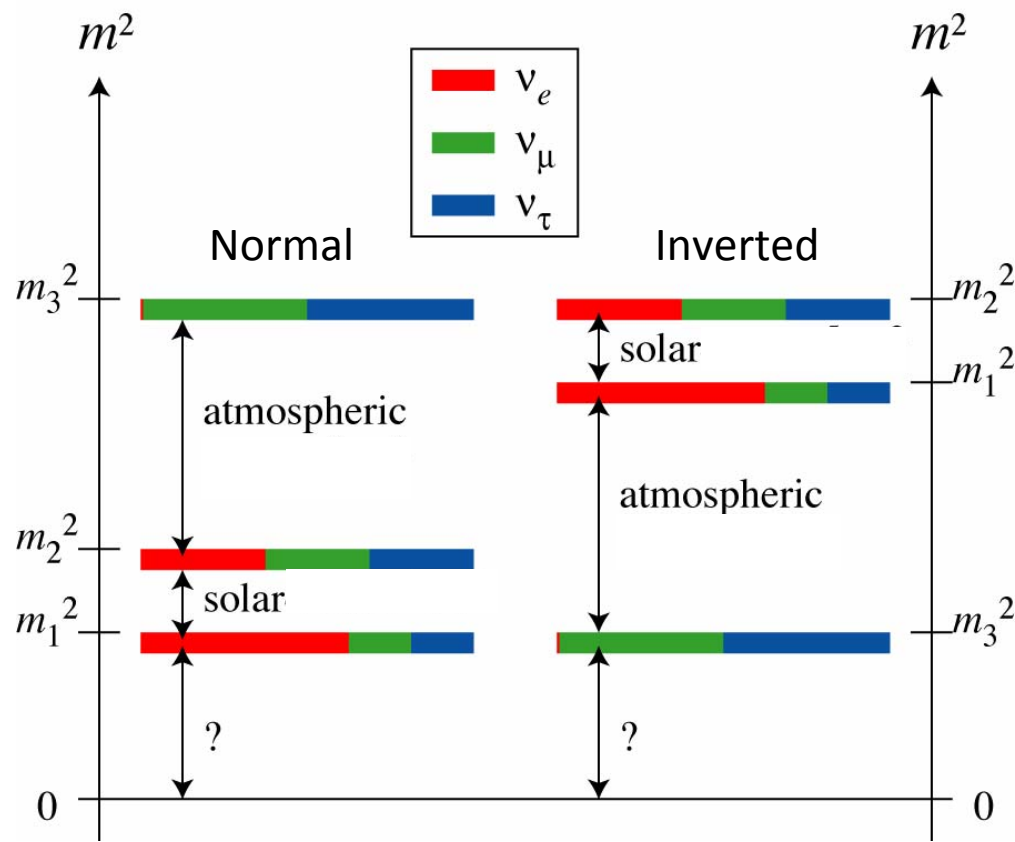 m² m²
νe
νμ
ντ
Normal Inverted
m₃² m₂²
solar
m₁²
atmospheric
atmospheric
m₂²
solar
m₁² m₃²
? ?
0 0